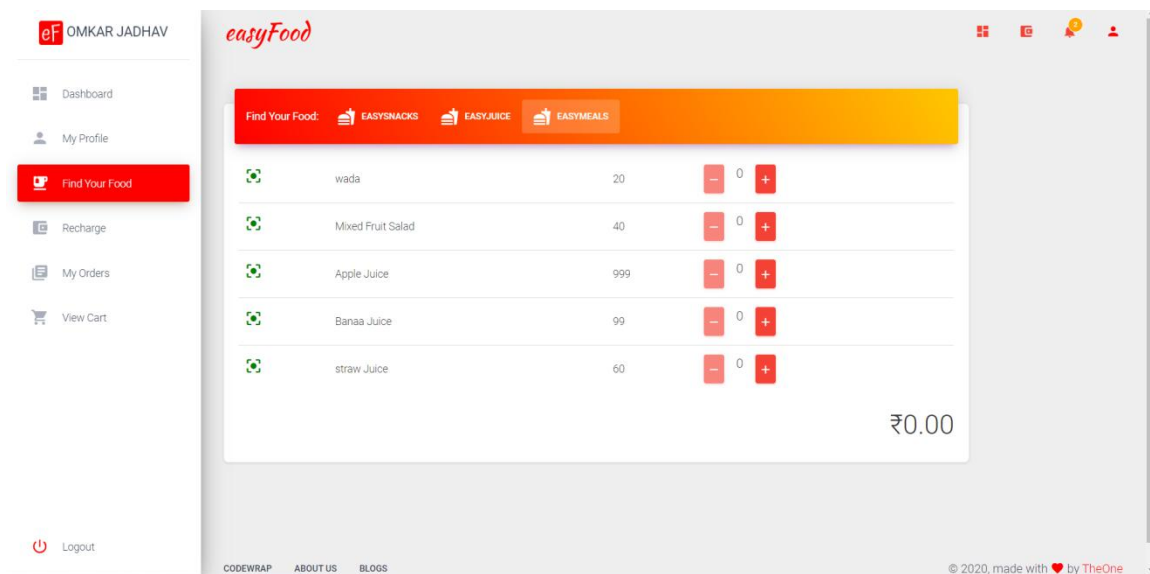 eF OMKAR JADHAV
easyFood
2
Dashboard
My Profile
Find Your Food
Recharge
My Orders
View Cart
Logout
Find Your Food: EASYSNACKS EASYJUICE EASYMEALS
wada 20 − 0 +
Mixed Fruit Salad 40 − 0 +
Apple Juice 999 − 0 +
Banaa Juice 99 − 0 +
straw Juice 60 − 0 +
₹0.00
CODEWRAP ABOUT US BLOGS
© 2020, made with ❤ by TheOne